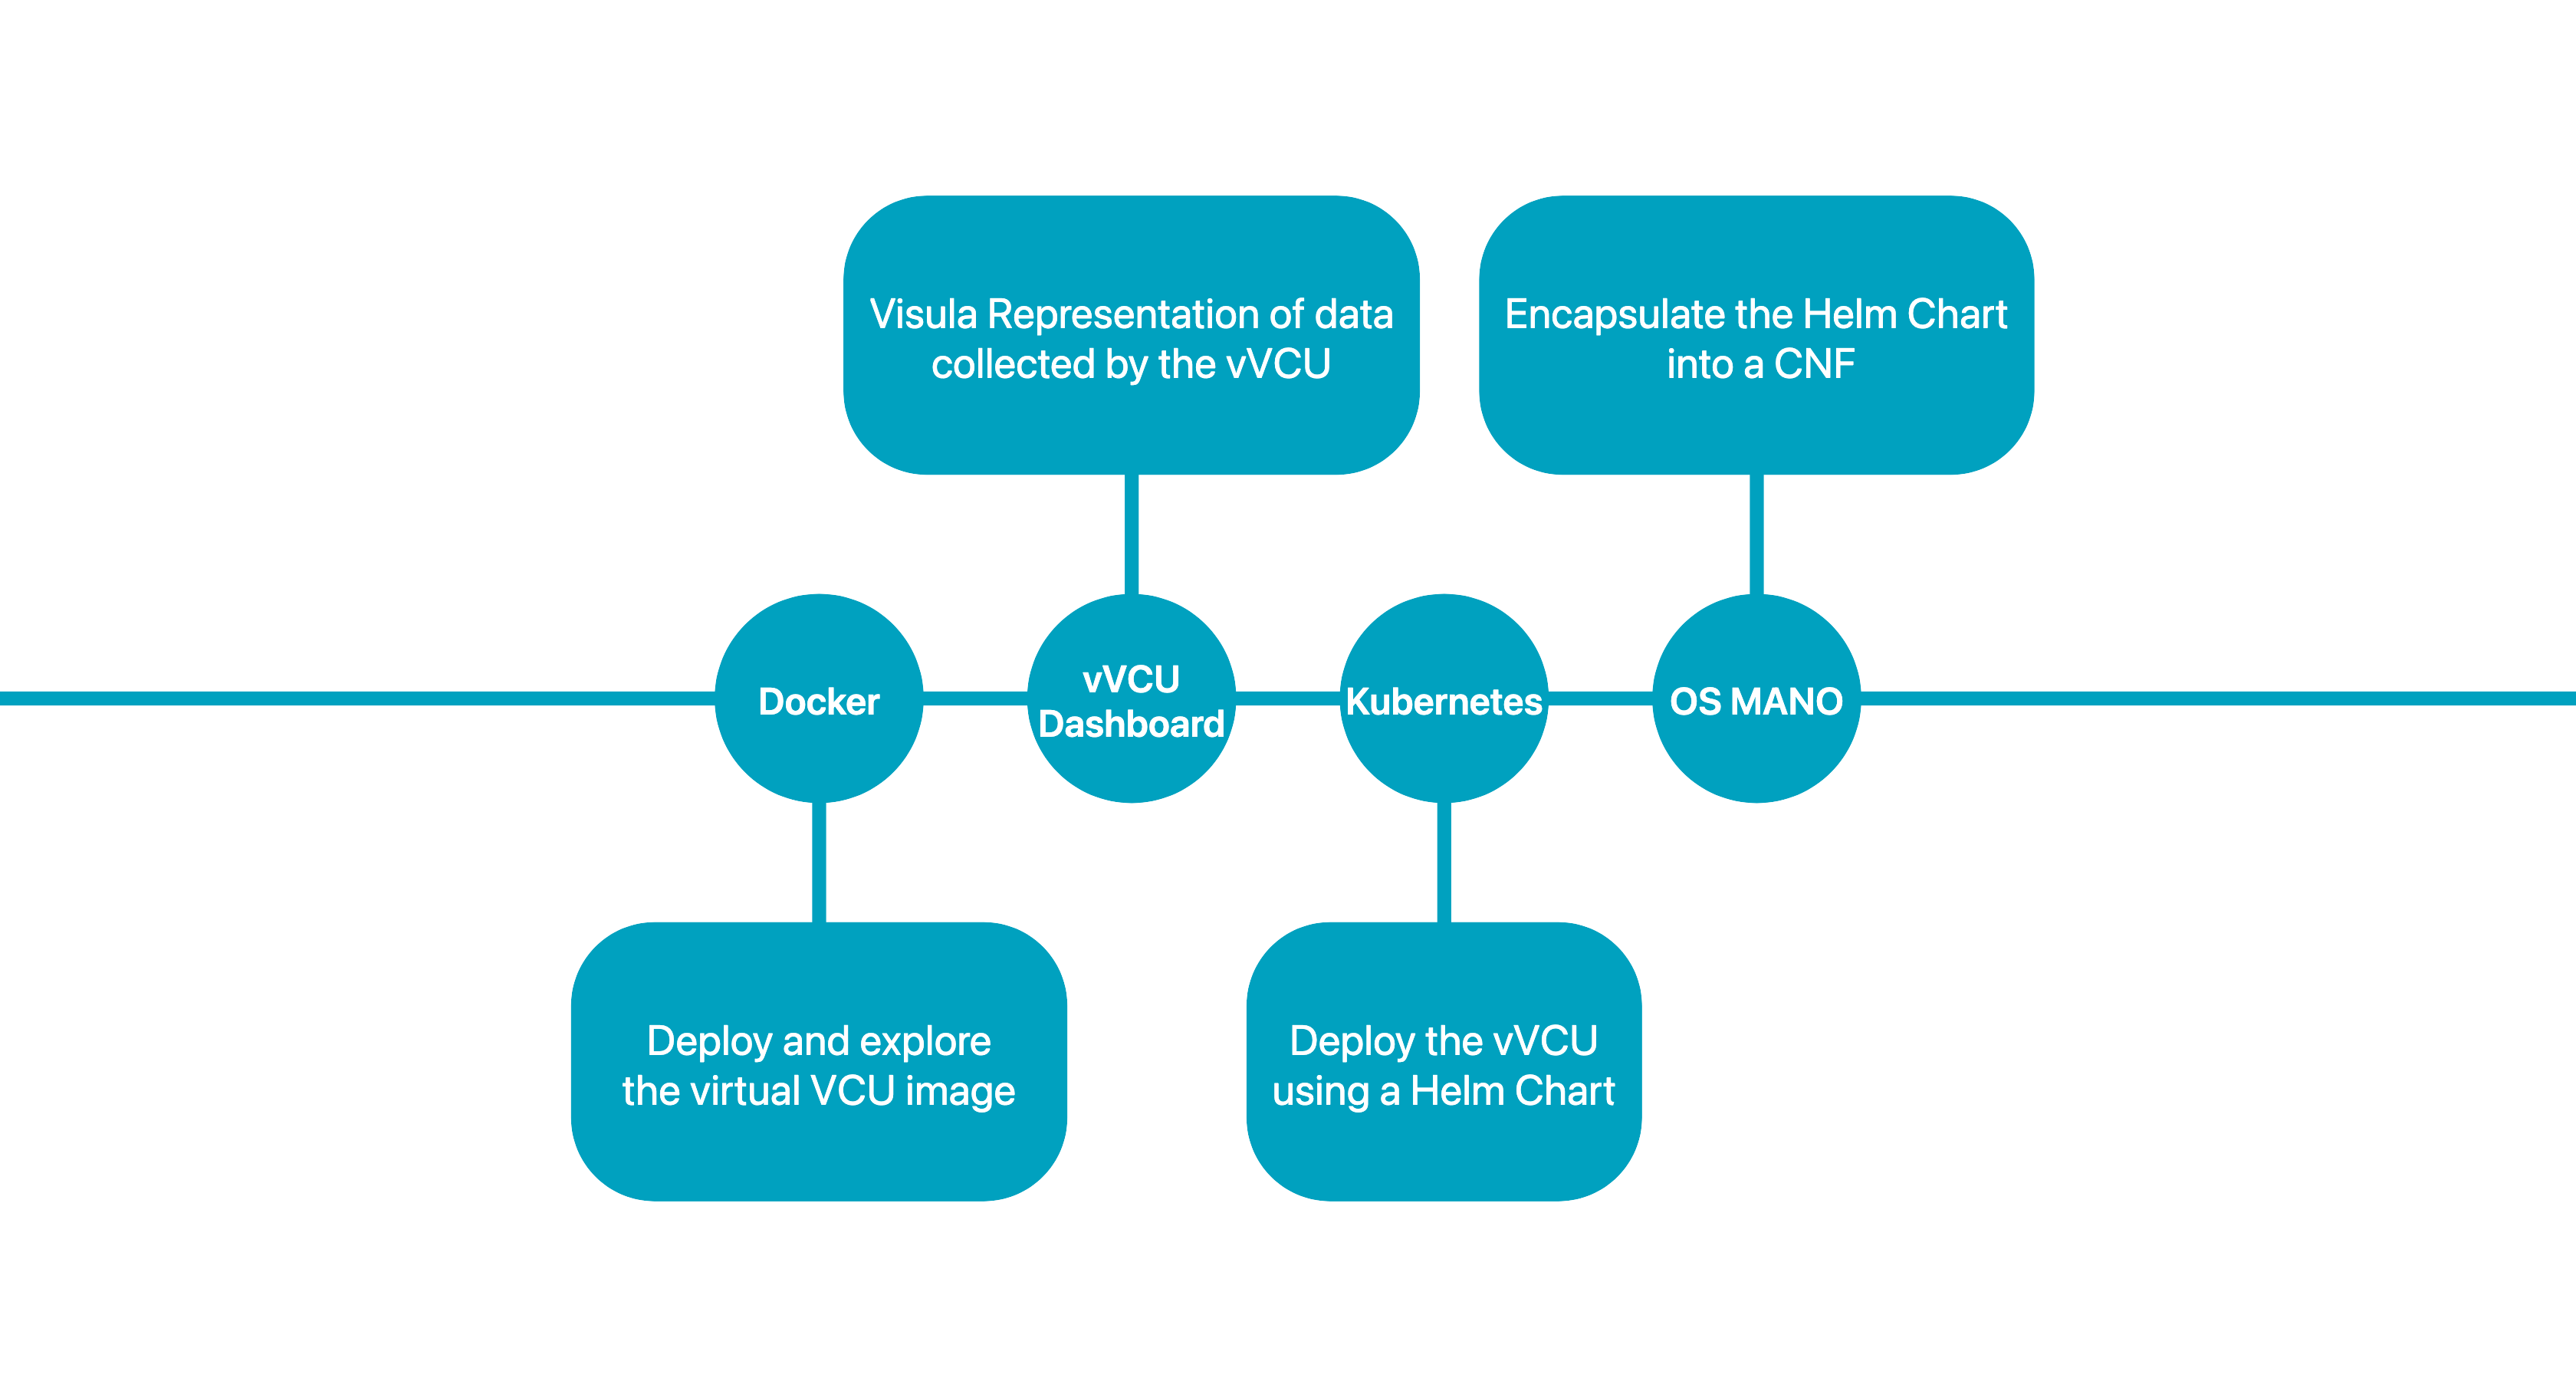 Visula Representation of data
collected by the vVCU
Encapsulate the Helm Chart
into a CNF
Docker
vVCU
Dashboard
Kubernetes
OS MANO
Deploy and explore
the virtual VCU image
Deploy the vVCU
using a Helm Chart